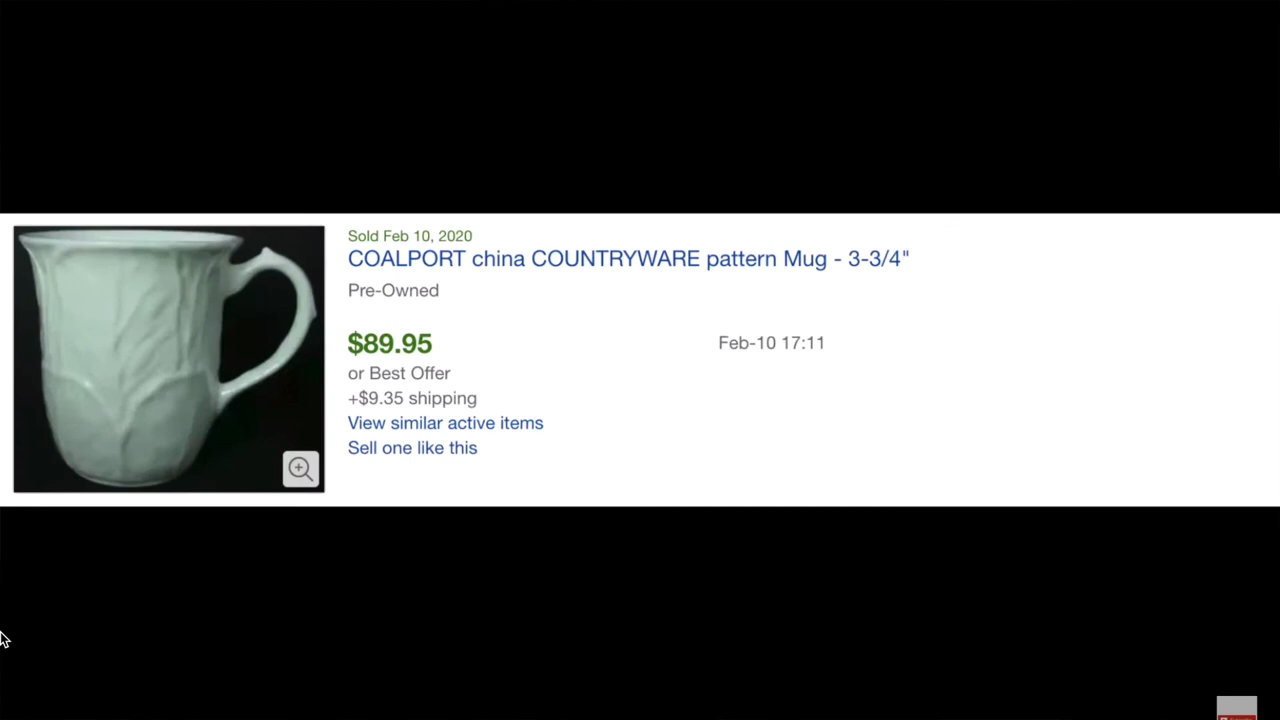 Sold Feb 10, 2020
COALPORT china COUNTRYWARE pattern Mug - 3-3/4"
Pre-Owned
$89.95
Feb-10 17:11
or Best Offer
+$9.35 shipping
View similar active items
Sell one like this